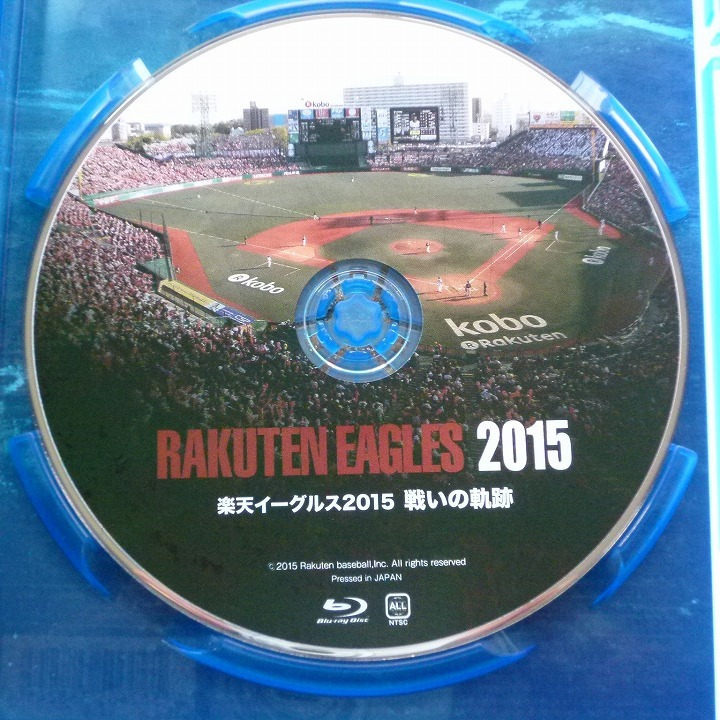 kobo
kobo
kobo
kobo
Rakuten
RAKUTEN EAGLES 2015
楽天イーグルス2015 戦いの軌跡
©2015 Rakuten baseball,Inc. All rights reserved
Pressed in JAPAN
Blu-ray Disc
ALL
NTSC